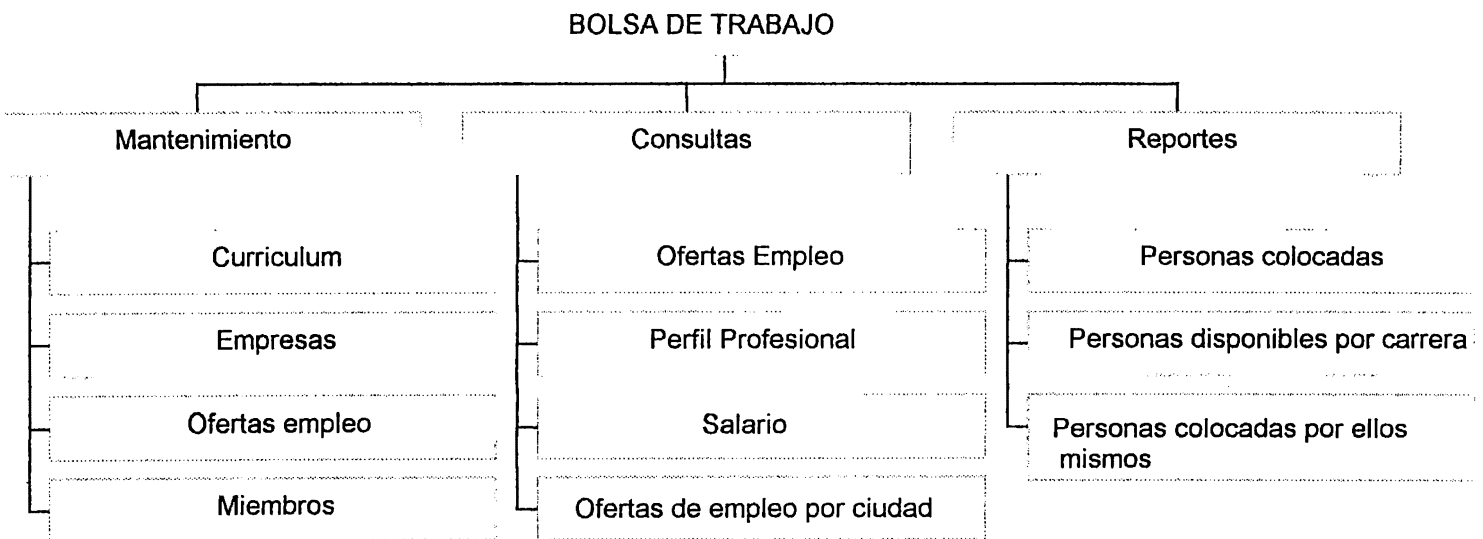 BOLSA DE TRABAJO
Mantenimiento
Consultas
Reportes
Curriculum
Empresas
Ofertas empleo
Miembros
Ofertas Empleo
Perfil Profesional
Salario
Ofertas de empleo por ciudad
Personas colocadas
Personas disponibles por carrera
Personas colocadas por ellos
mismos